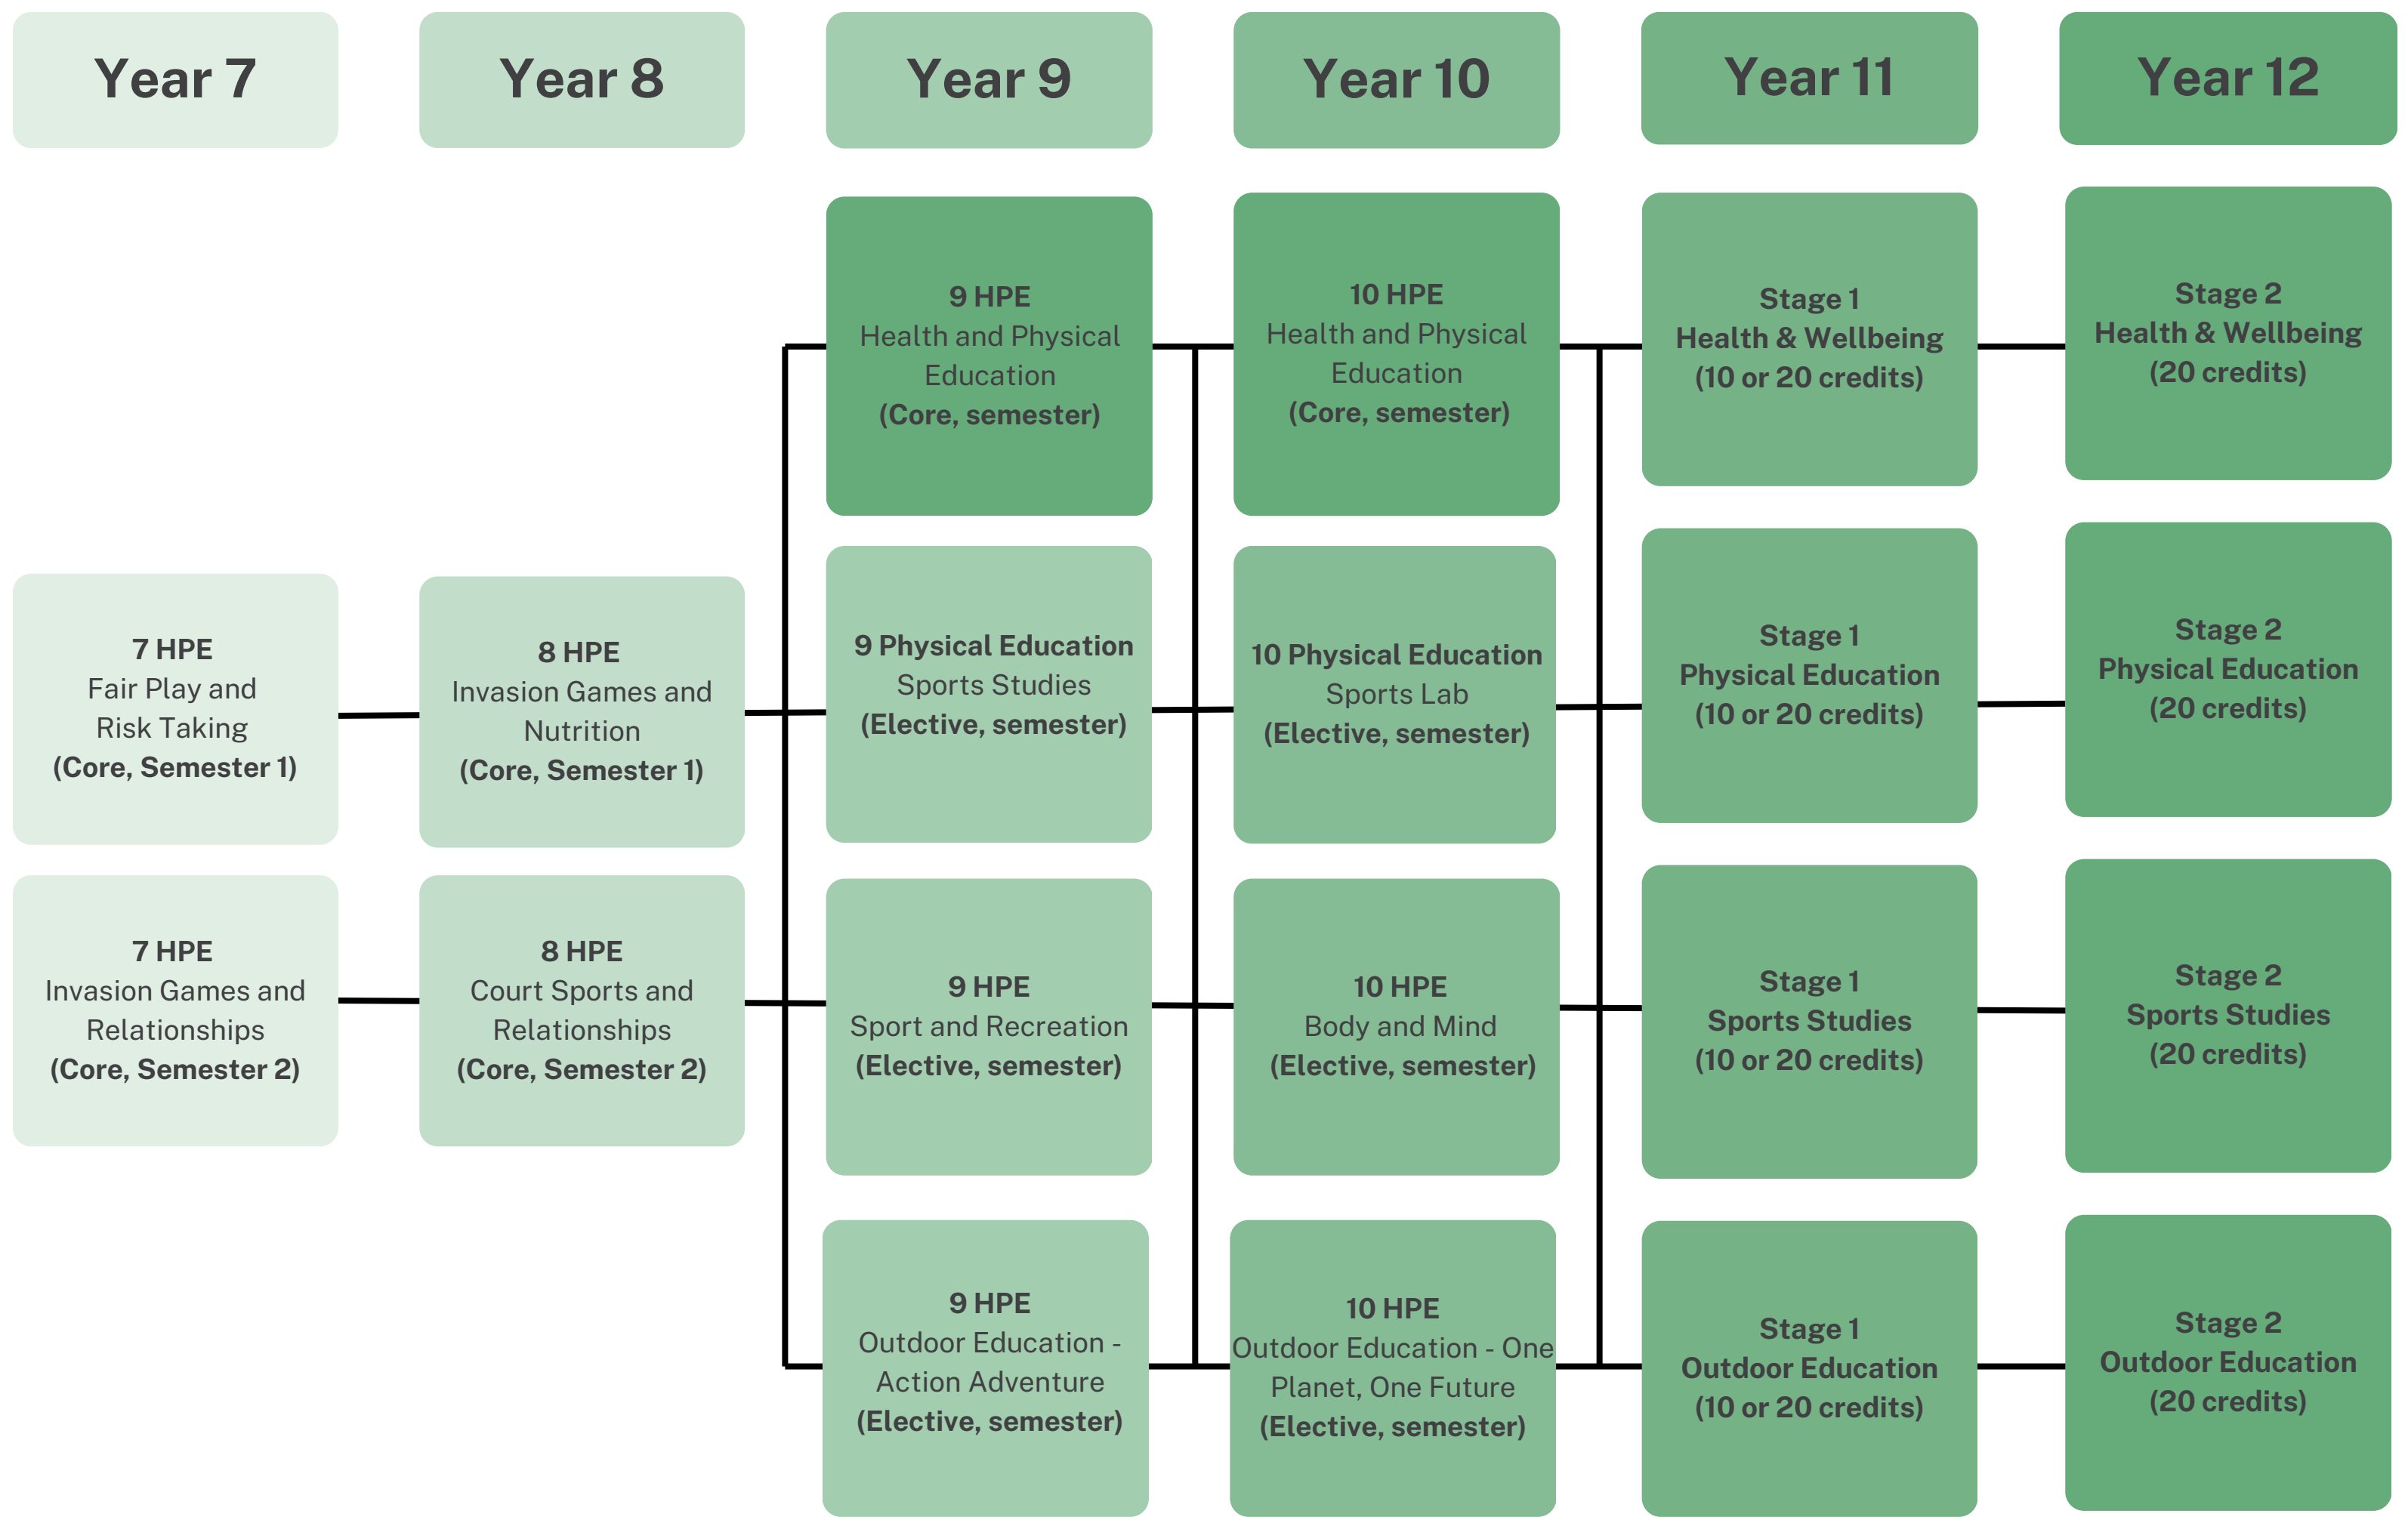 Year 7
Year 8
Year 9
Year 10
Year 11
Year 12
9 HPE
Health and Physical
Education
(Core, semester)
10 HPE
Health and Physical
Education
(Core, semester)
Stage 1
Health & Wellbeing
(10 or 20 credits)
Stage 2
Health & Wellbeing
(20 credits)
7 HPE
Fair Play and
Risk Taking
(Core, Semester 1)
8 HPE
Invasion Games and
Nutrition
(Core, Semester 1)
9 Physical Education
Sports Studies
(Elective, semester)
10 Physical Education
Sports Lab
(Elective, semester)
Stage 1
Physical Education
(10 or 20 credits)
Stage 2
Physical Education
(20 credits)
7 HPE
Invasion Games and
Relationships
(Core, Semester 2)
8 HPE
Court Sports and
Relationships
(Core, Semester 2)
9 HPE
Sport and Recreation
(Elective, semester)
10 HPE
Body and Mind
(Elective, semester)
Stage 1
Sports Studies
(10 or 20 credits)
Stage 2
Sports Studies
(20 credits)
9 HPE
Outdoor Education -
Action Adventure
(Elective, semester)
10 HPE
Outdoor Education - One
Planet, One Future
(Elective, semester)
Stage 1
Outdoor Education
(10 or 20 credits)
Stage 2
Outdoor Education
(20 credits)